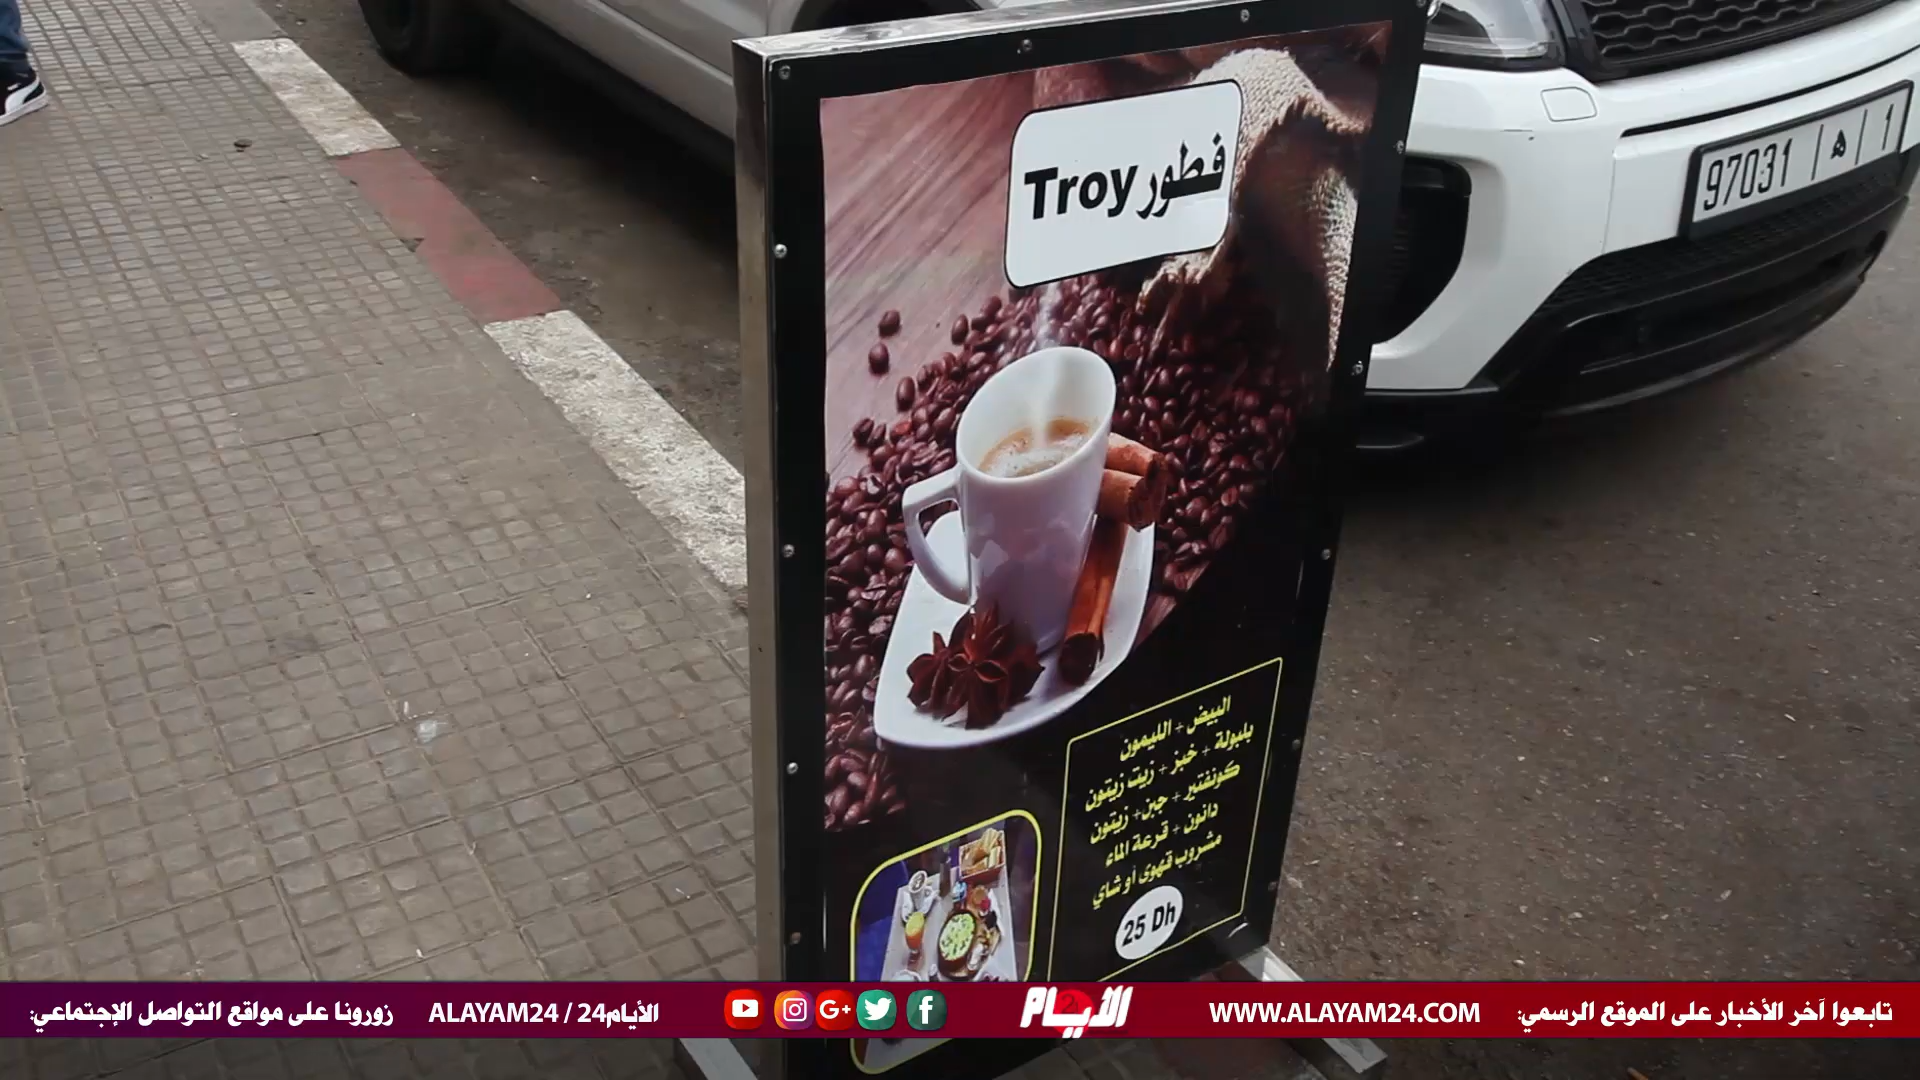 فطور Troy
البيض + الليمون
بلبولة + خبز + زيت زيتون
كونفتير + جبن + زيتون
دانون + قرعة الماء
مشروب قهوى أو شاي
25 Dh
97031 | ه | 1
تابعوا آخر الأخبار على الموقع الرسمي: WWW.ALAYAM24.COM
الأيام 24
زورونا على مواقع التواصل الإجتماعي: ALAYAM24 / الأيام24